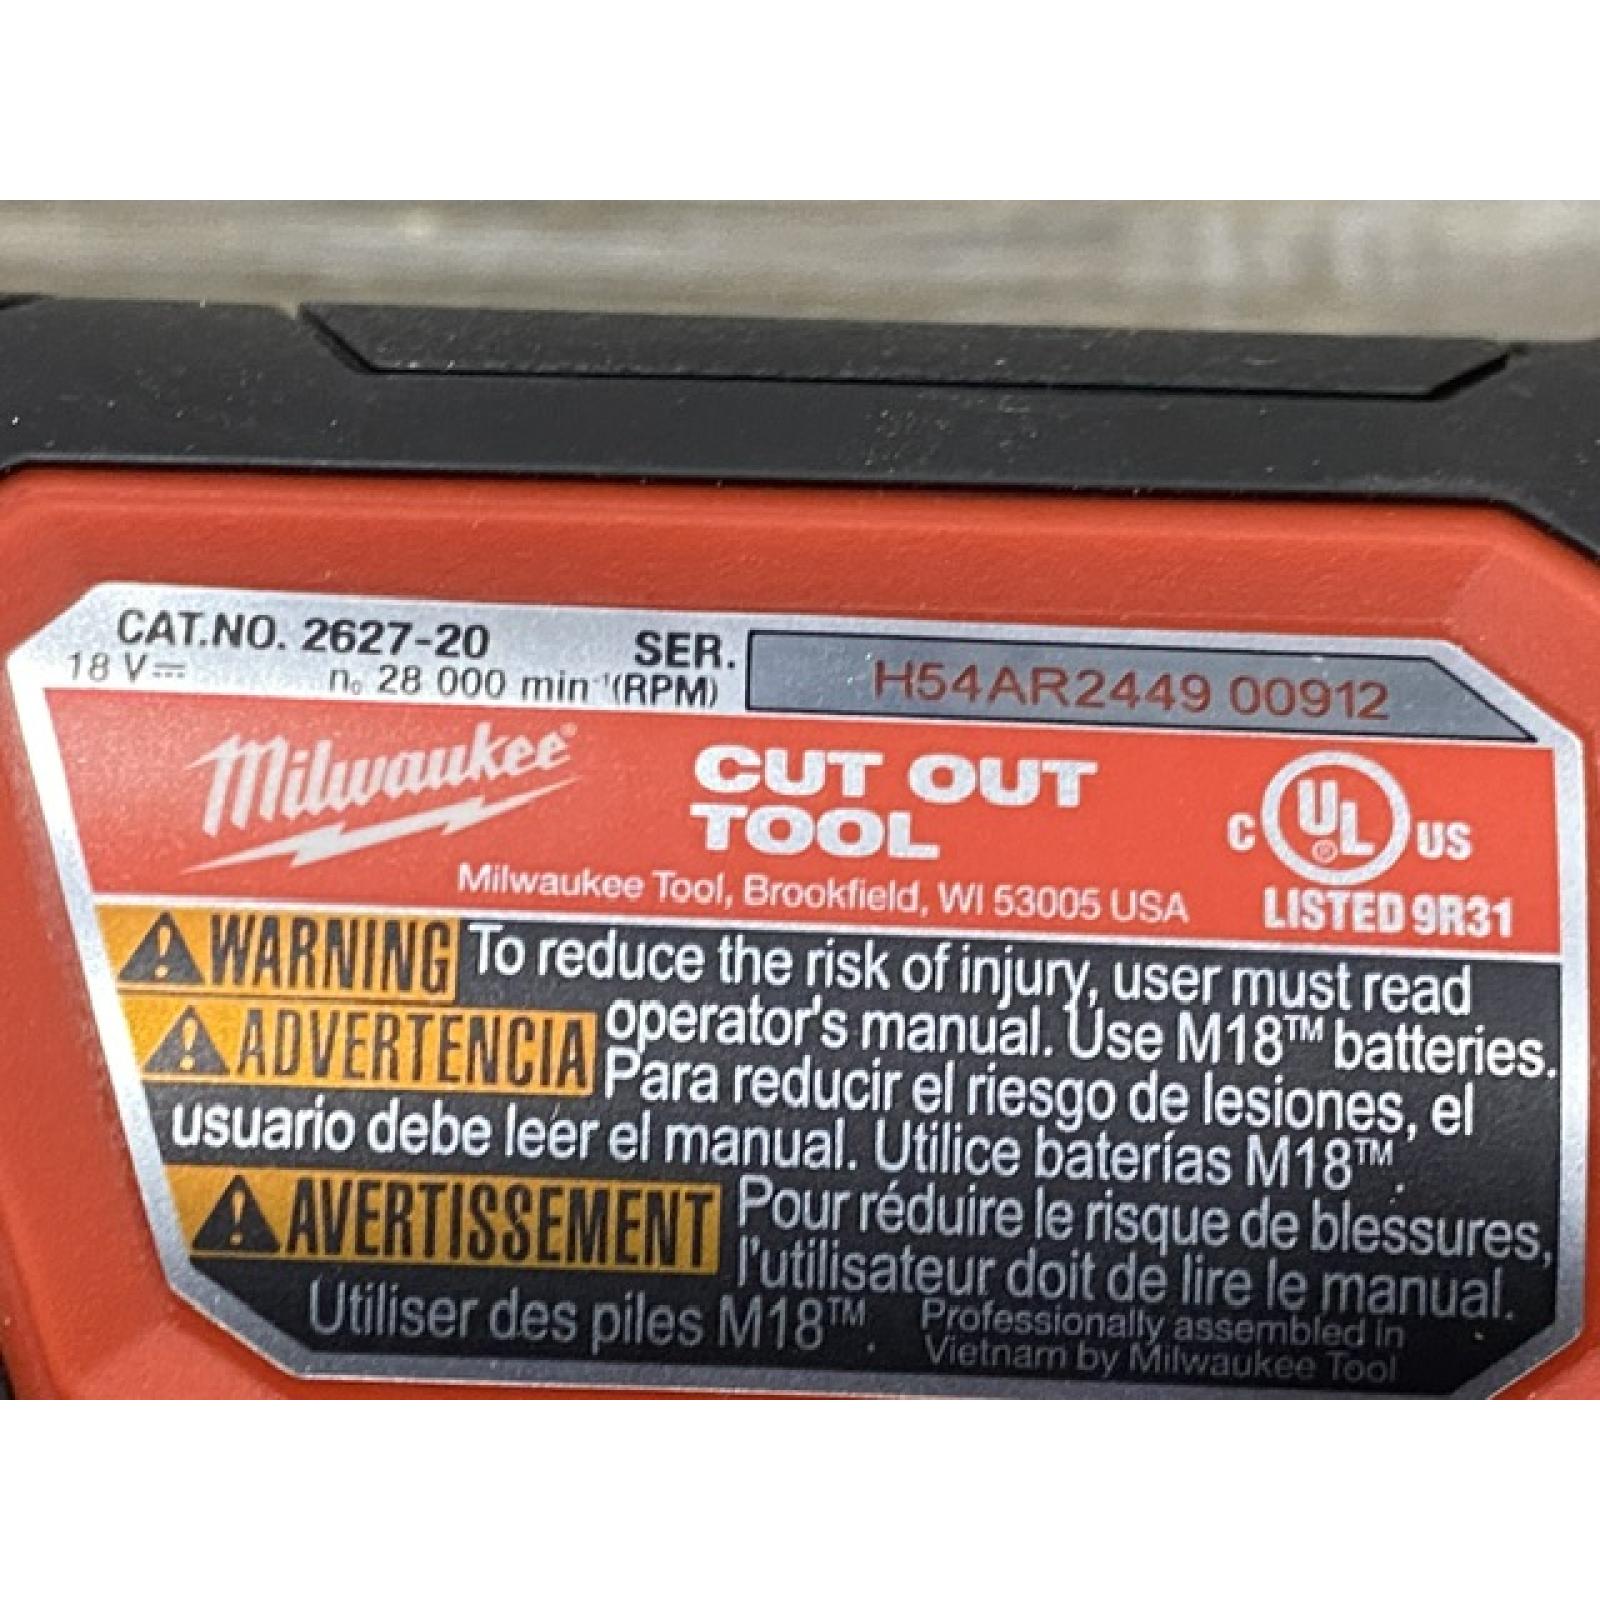 CAT.NO. 2627-20 SER. H54AR2449 00912
18 V⎓ n₀ 28 000 min⁻¹(RPM)
Milwaukee®
CUT OUT
TOOL
Milwaukee Tool, Brookfield, WI 53005 USA
C UL® US
LISTED 9R31
WARNING To reduce the risk of injury, user must read
operator's manual. Use M18™ batteries.
ADVERTENCIA Para reducir el riesgo de lesiones, el
usuario debe leer el manual. Utilice baterías M18™.
AVERTISSEMENT Pour réduire le risque de blessures,
l'utilisateur doit de lire le manual.
Utiliser des piles M18™.
Professionally assembled in
Vietnam by Milwaukee Tool